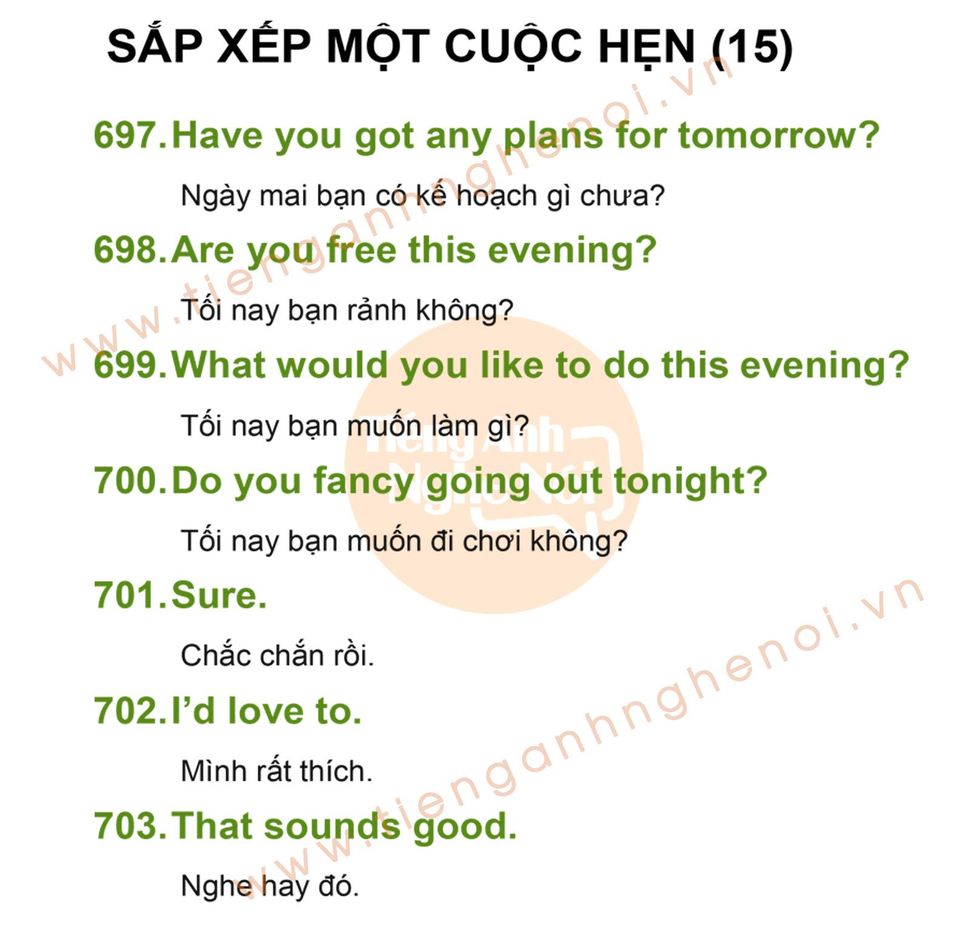 SẮP XẾP MỘT CUỘC HẸN (15)
697. Have you got any plans for tomorrow?
Ngày mai bạn có kế hoạch gì chưa?
698. Are you free this evening?
Tối nay bạn rảnh không?
699. What would you like to do this evening?
Tối nay bạn muốn làm gì?
700. Do you fancy going out tonight?
Tối nay bạn muốn đi chơi không?
701. Sure.
Chắc chắn rồi.
702. I’d love to.
Mình rất thích.
703. That sounds good.
Nghe hay đó.
www.tienganhnghenoi.vn
Tiếng Anh
Nghe Nói
www.tienganhnghenoi.vn